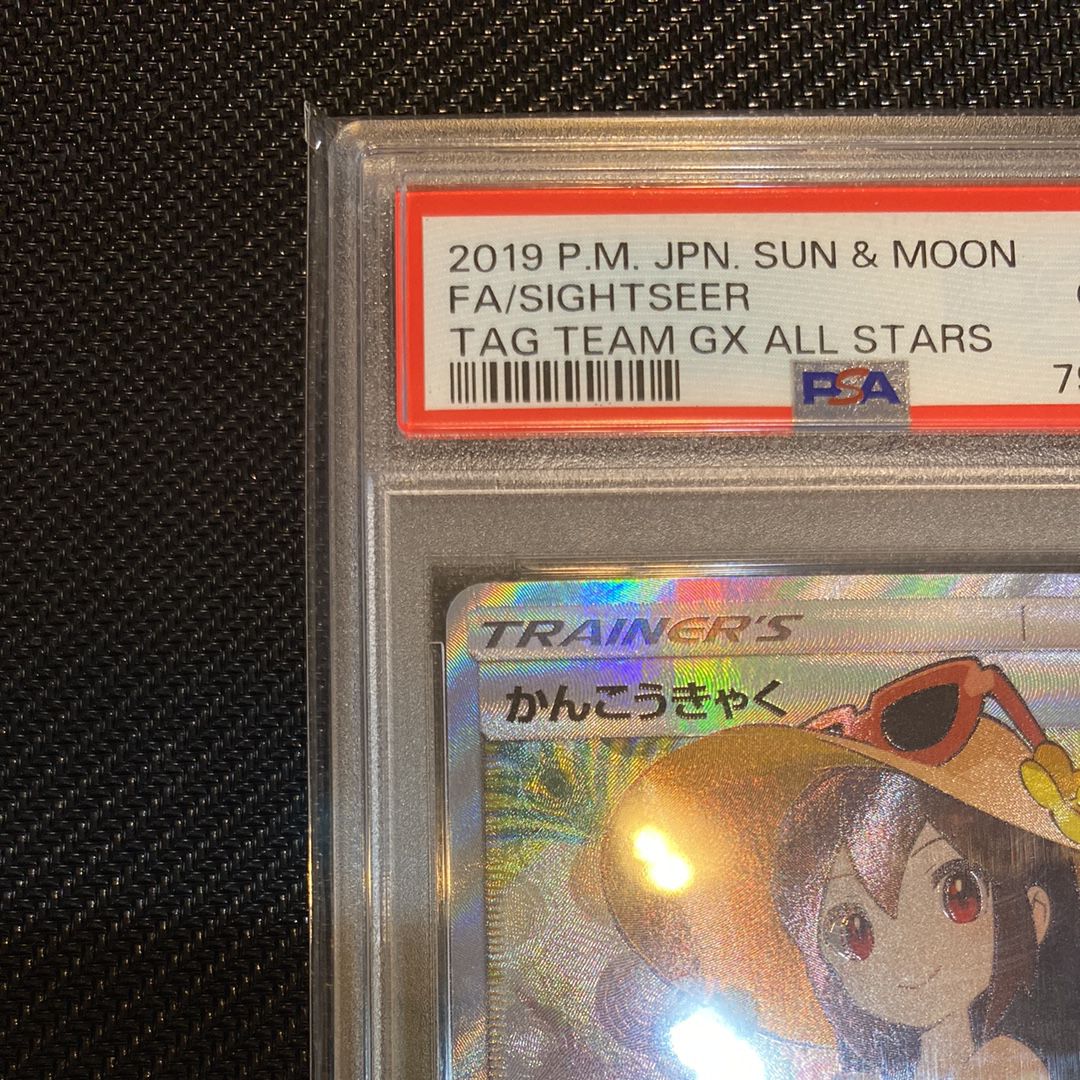 2019 P.M. JPN. SUN & MOON
FA/SIGHTSEER
TAG TEAM GX ALL STARS
PSA
TRAINER'S
かんこうきゃく